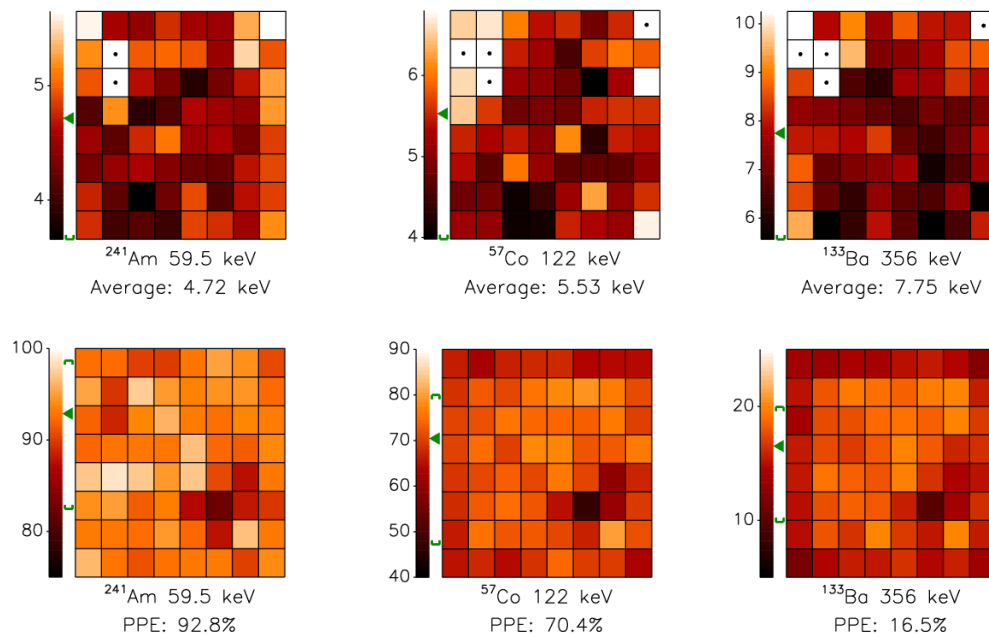 5
4
²⁴¹Am 59.5 keV
Average: 4.72 keV
6
5
4
⁵⁷Co 122 keV
Average: 5.53 keV
10
9
8
7
6
¹³³Ba 356 keV
Average: 7.75 keV
100
90
80
²⁴¹Am 59.5 keV
PPE: 92.8%
90
80
70
60
50
40
⁵⁷Co 122 keV
PPE: 70.4%
20
10
¹³³Ba 356 keV
PPE: 16.5%